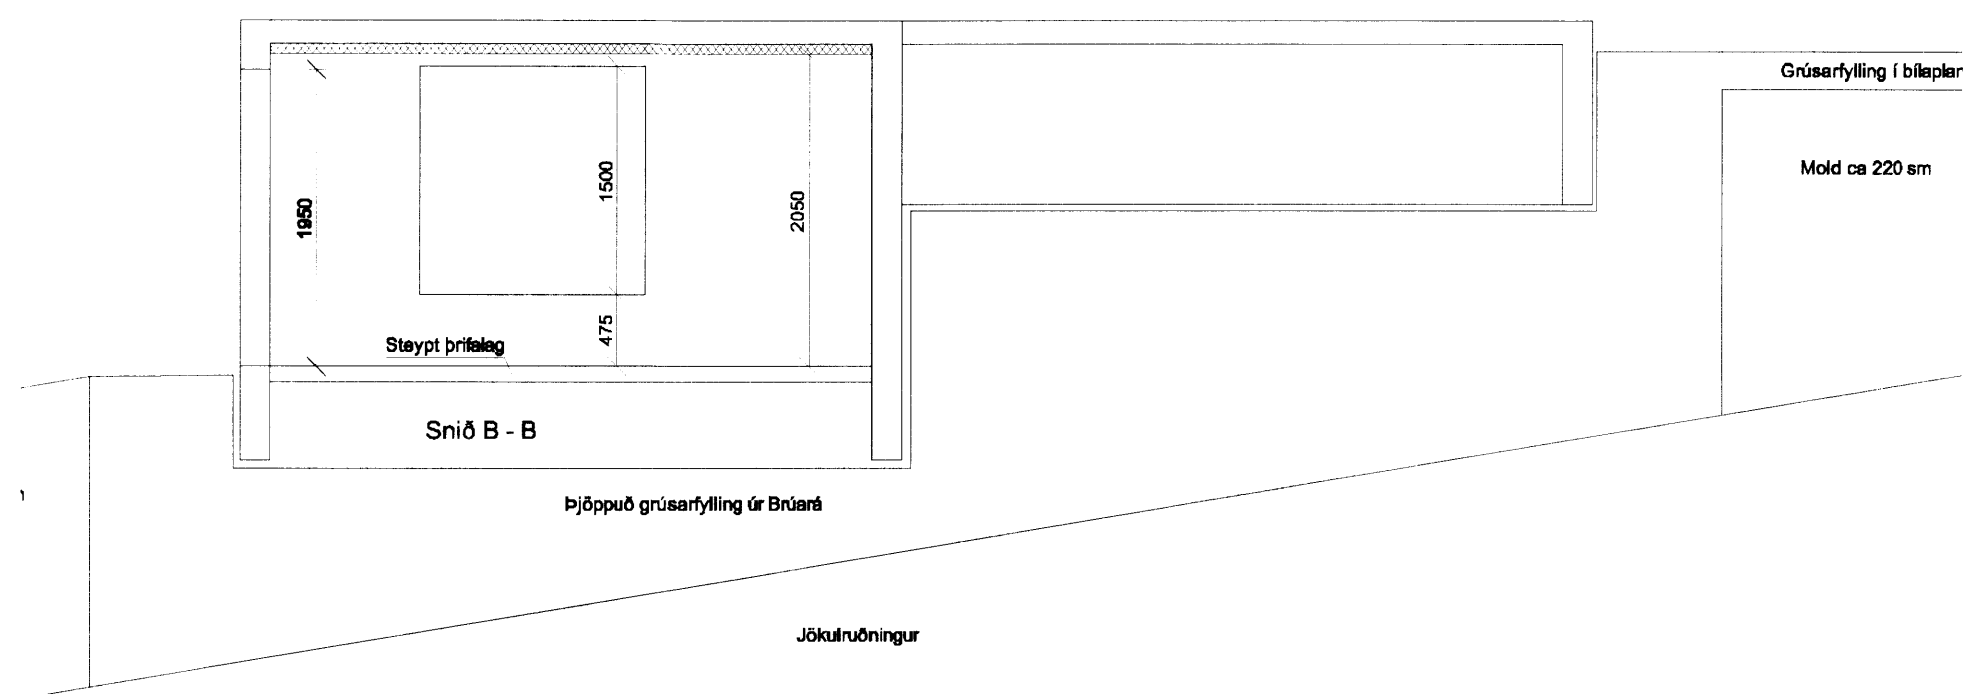 Grúsarfylling í bílaplan
Mold ca 220 sm
1950
1500
2050
475
Steypt þrifalag
Snið B - B
Þjöppuð grúsarfylling úr Brúará
Jökulruðningur